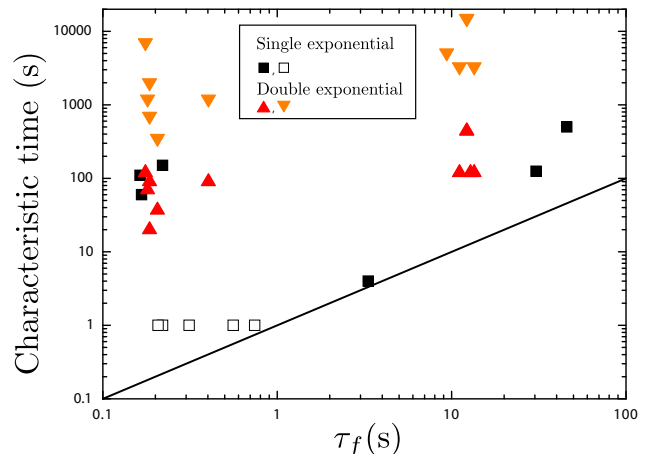 Characteristic time (s)
10000
1000
100
10
1
0.1
Single exponential
,
Double exponential
,
0.1 1 10 100
τf(s)